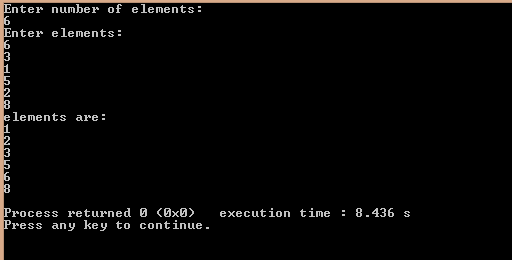 Enter number of elements:
6
Enter elements:
6
3
1
5
2
8
elements are:
1
2
3
5
6
8
Process returned 0 (0x0)   execution time : 8.436 s
Press any key to continue.